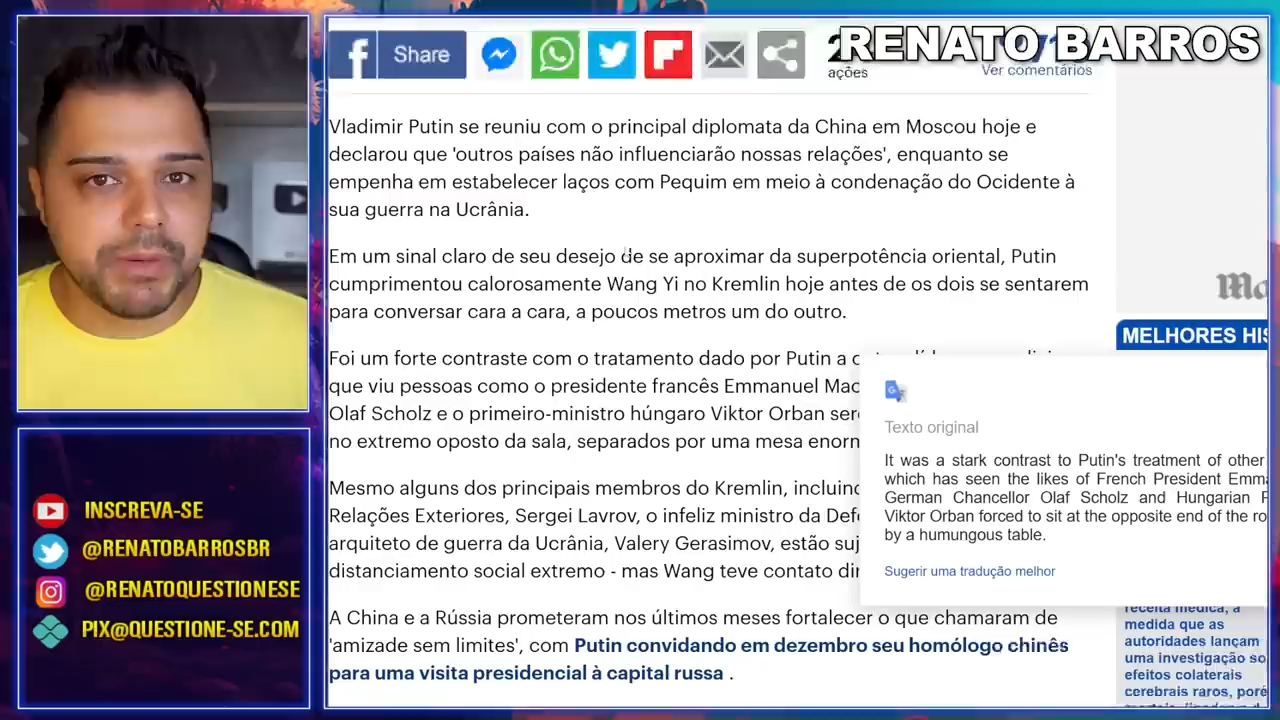 RENATO BARROS
Share
ações
Ver comentários
Vladimir Putin se reuniu com o principal diplomata da China em Moscou hoje e
declarou que 'outros países não influenciarão nossas relações', enquanto se
empenha em estabelecer laços com Pequim em meio à condenação do Ocidente à
sua guerra na Ucrânia.
Em um sinal claro de seu desejo de se aproximar da superpotência oriental, Putin
cumprimentou calorosamente Wang Yi no Kremlin hoje antes de os dois se sentarem
para conversar cara a cara, a poucos metros um do outro.
Foi um forte contraste com o tratamento dado por Putin a
que viu pessoas como o presidente francês Emmanuel Mac
Olaf Scholz e o primeiro-ministro húngaro Viktor Orban ser
no extremo oposto da sala, separados por uma mesa enorm
Mesmo alguns dos principais membros do Kremlin, incluind
Relações Exteriores, Sergei Lavrov, o infeliz ministro da Defe
arquiteto de guerra da Ucrânia, Valery Gerasimov, estão suj
distanciamento social extremo - mas Wang teve contato di
A China e a Rússia prometeram nos últimos meses fortalecer o que chamaram de
'amizade sem limites', com Putin convidando em dezembro seu homólogo chinês
para uma visita presidencial à capital russa .
MELHORES HIS
Texto original
It was a stark contrast to Putin's treatment of other
which has seen the likes of French President Emma
German Chancellor Olaf Scholz and Hungarian P
Viktor Orban forced to sit at the opposite end of the ro
by a humungous table.
Sugerir uma tradução melhor
receita médica, a
medida que as
autoridades lançam
uma investigação so
efeitos colaterais
cerebrais raros, poré
INSCREVA-SE
@RENATOBARROSBR
@RENATOQUESTIONESE
PIX@QUESTIONE-SE.COM